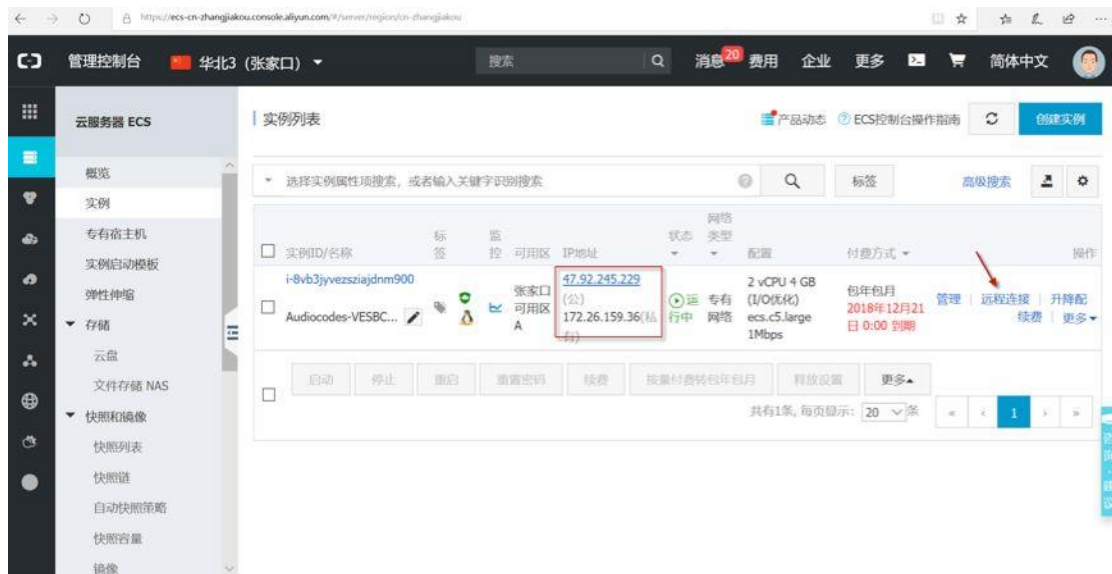 https://ecs-cn-zhangjiakou.console.aliyun.com/#/server/region/cn-zhangjiakou
管理控制台 华北3（张家口） 搜索 消息 20 费用 企业 更多 简体中文
云服务器 ECS
概览
实例
专有宿主机
实例启动模板
弹性伸缩
存储
云盘
文件存储 NAS
快照和镜像
快照列表
快照链
自动快照策略
快照容量
镜像
实例列表 产品动态 ECS控制台操作指南 创建实例
选择实例属性项搜索，或者输入关键字识别搜索 标签 高级搜索
实例ID/名称 标签 监控 可用区 IP地址 状态 网络类型 配置 付费方式 操作
i-8vb3jyvezsziajdnm900
Audiocodes-VESBC...
张家口
可用区
A
47.92.245.229
(公)
172.26.159.36(私
有)
运
行中
专有
网络
2 vCPU 4 GB
(I/O优化)
ecs.c5.large
1Mbps
包年包月
2018年12月21
日 0:00 到期
管理 | 远程连接 | 升降配
续费 | 更多
启动 停止 重启 重置密码 续费 按量付费转包年包月 释放设置 更多
共有1条, 每页显示: 20 条 « ‹ 1 › »